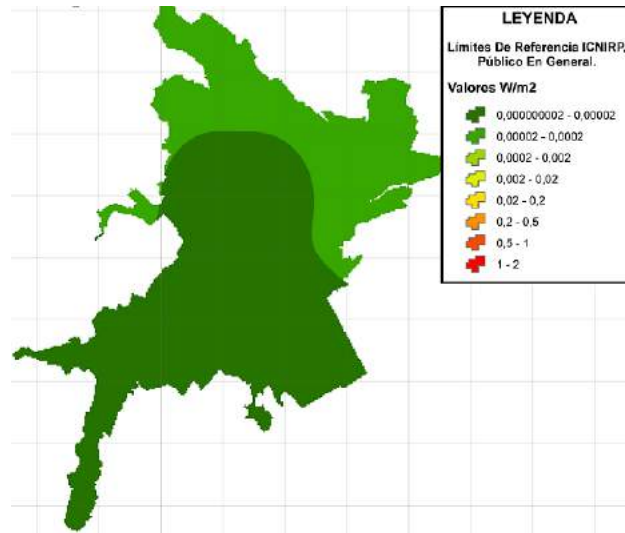 LEYENDA
Límites De Referencia ICNIRP,
Público En General.
Valores W/m2
0,000000002 - 0,00002
0,00002 - 0,0002
0,0002 - 0,002
0,002 - 0,02
0,02 - 0,2
0,2 - 0,5
0,5 - 1
1 - 2